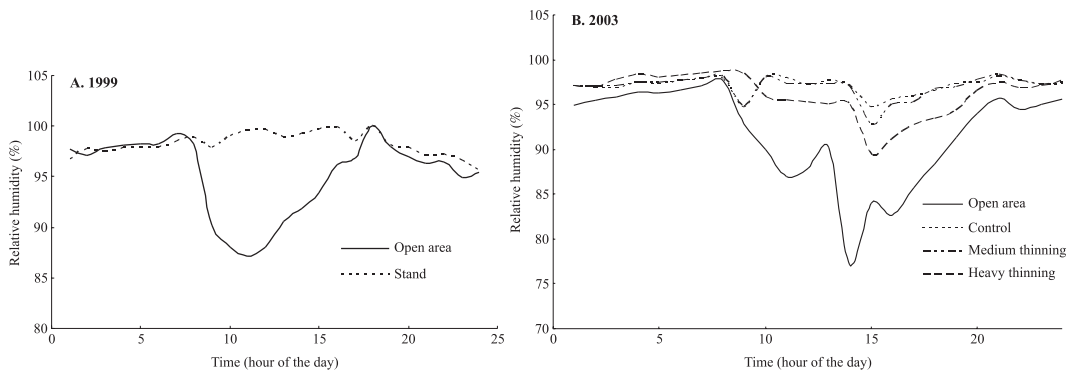 A. 1999
Relative humidity (%)
105
100
95
90
85
80
0
5
10
15
20
25
Time (hour of the day)
Open area
Stand
B. 2003
Relative humidity (%)
105
100
95
90
85
80
75
70
0
5
10
15
20
Time (hour of the day)
Open area
Control
Medium thinning
Heavy thinning